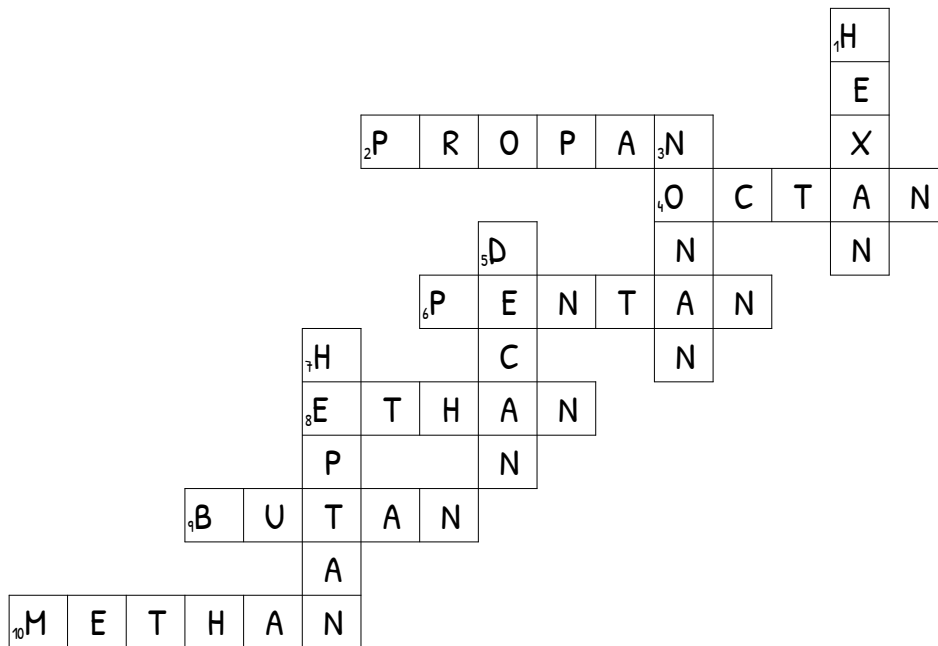 1H
E
2P R O P A 3N X
4O C T A N
5D N N
6P E N T A N
7H C N
8E T H A N
P N
9B U T A N
A
10M E T H A N